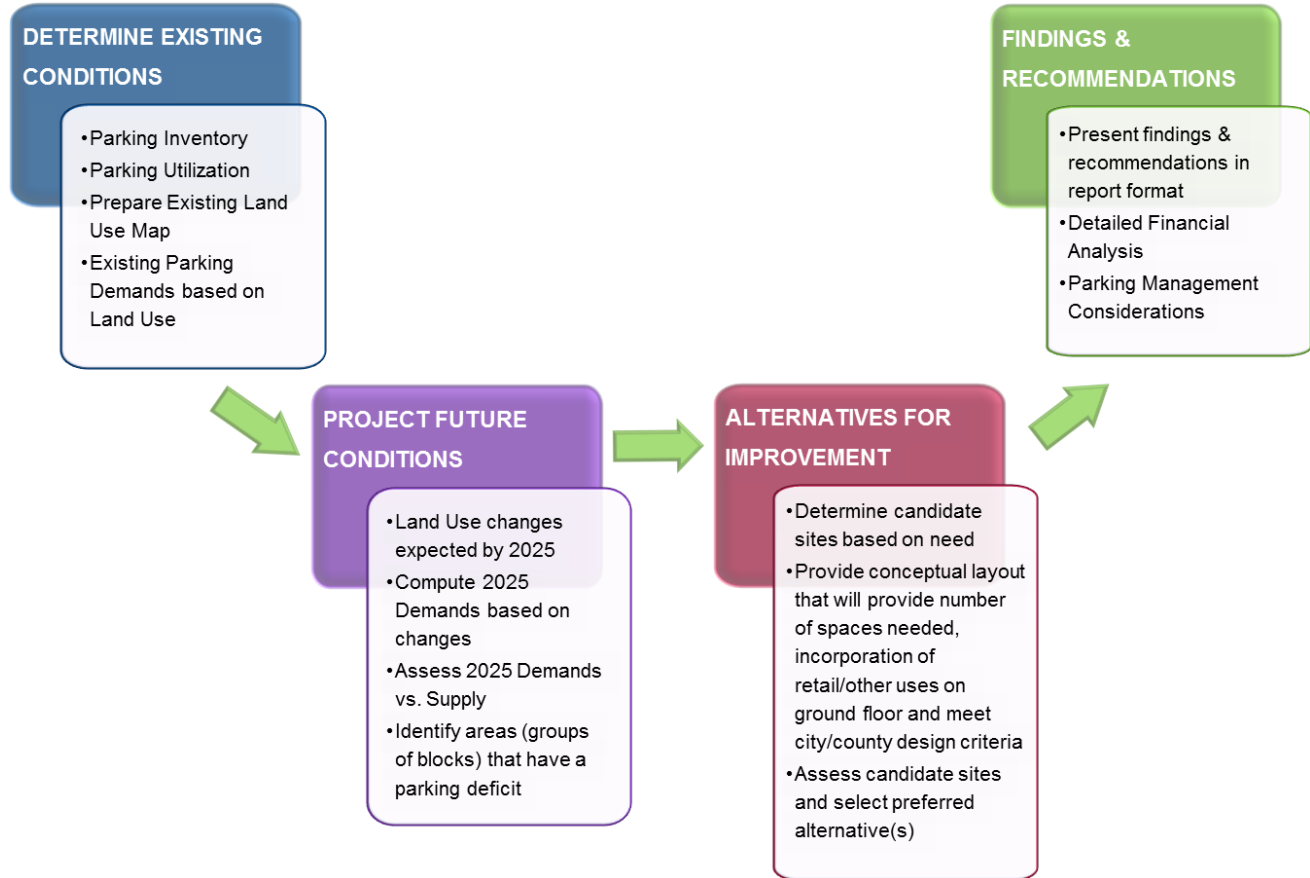 DETERMINE EXISTING
CONDITIONS
•Parking Inventory
•Parking Utilization
•Prepare Existing Land
Use Map
•Existing Parking
Demands based on
Land Use
PROJECT FUTURE
CONDITIONS
•Land Use changes
expected by 2025
•Compute 2025
Demands based on
changes
•Assess 2025 Demands
vs. Supply
•Identify areas (groups
of blocks) that have a
parking deficit
ALTERNATIVES FOR
IMPROVEMENT
•Determine candidate
sites based on need
•Provide conceptual layout
that will provide number
of spaces needed,
incorporation of
retail/other uses on
ground floor and meet
city/county design criteria
•Assess candidate sites
and select preferred
alternative(s)
FINDINGS &
RECOMMENDATIONS
•Present findings &
recommendations in
report format
•Detailed Financial
Analysis
•Parking Management
Considerations